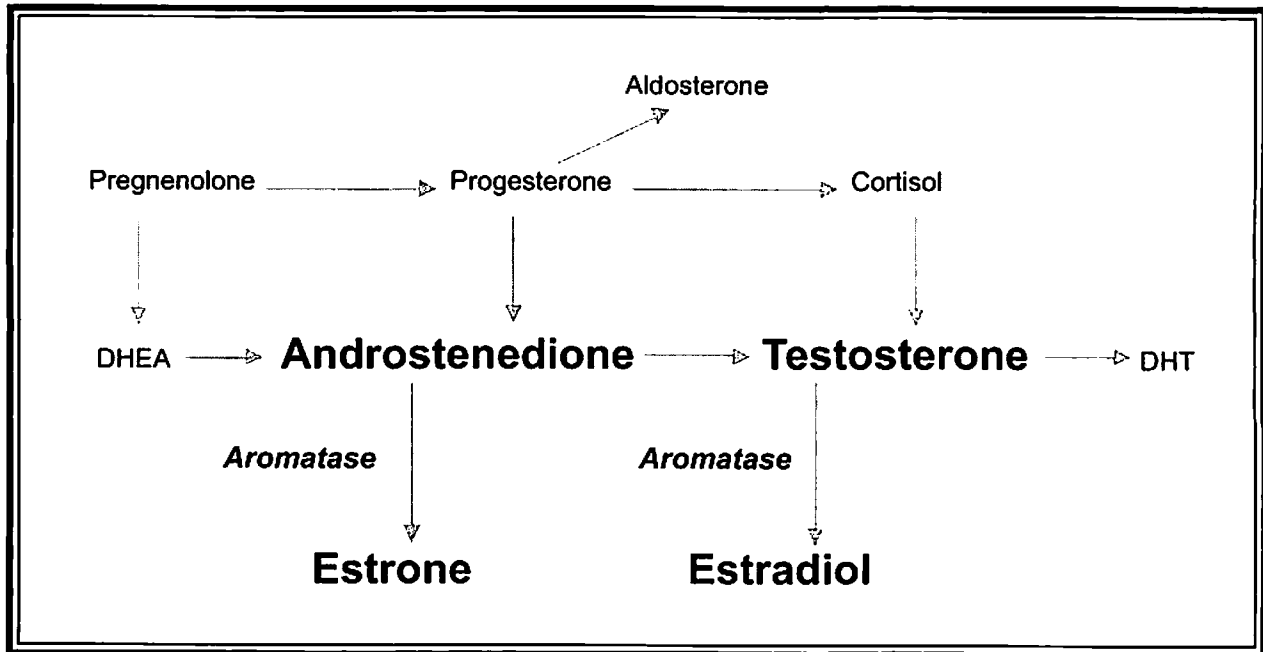 Aldosterone
Pregnenolone Progesterone Cortisol
DHEA Androstenedione Testosterone DHT
Aromatase Aromatase
Estrone Estradiol